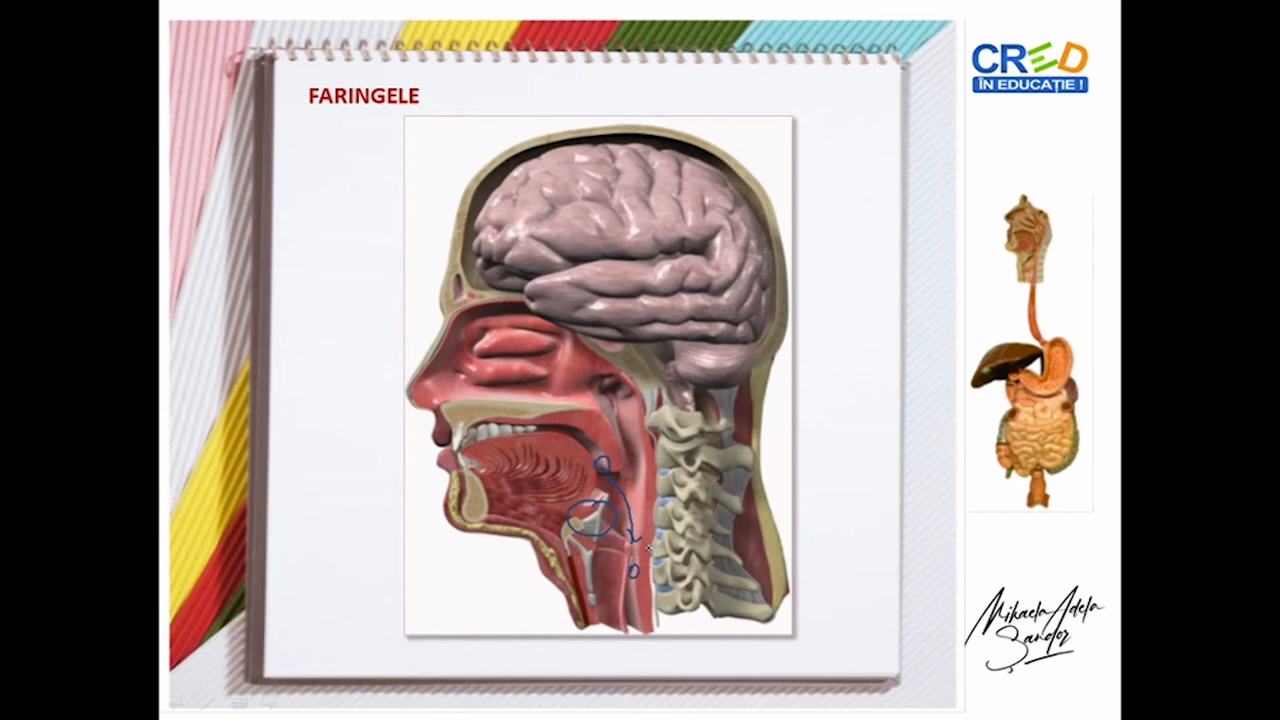 FARINGELE
CRED
ÎN EDUCAȚIE !
Mihaela Adela
Șandor